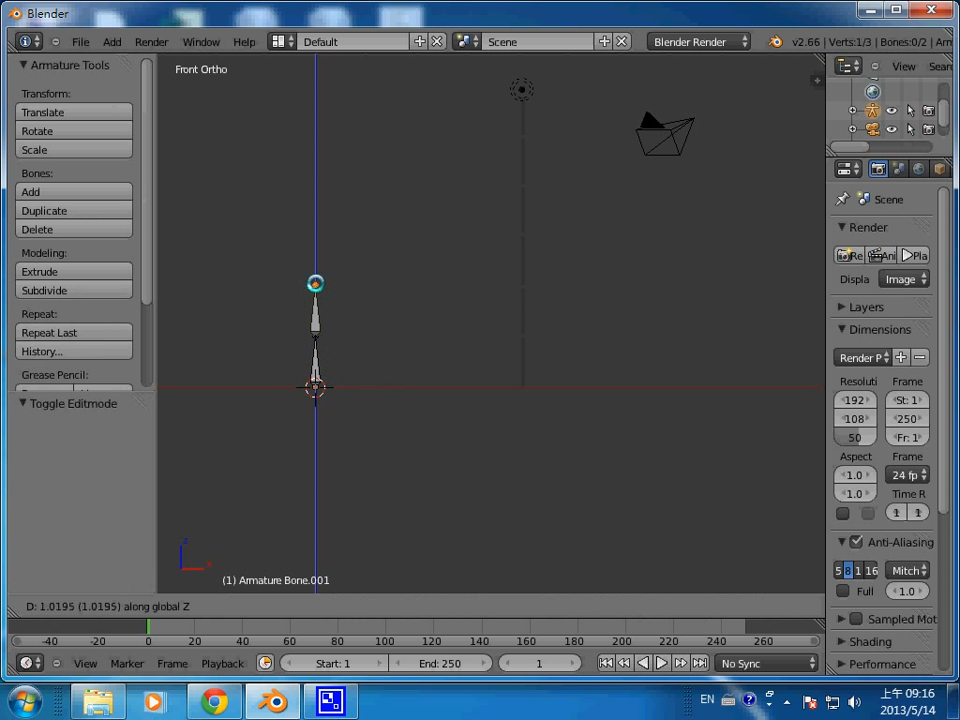 Blender
File Add Render Window Help Default Scene Blender Render v2.66 | Verts:1/3 | Bones:0/2 | Arm
Armature Tools
Transform:
Translate
Rotate
Scale
Bones:
Add
Duplicate
Delete
Modeling:
Extrude
Subdivide
Repeat:
Repeat Last
History...
Grease Pencil:
Toggle Editmode
Front Ortho
z
x
(1) Armature Bone.001
D: 1.0195 (1.0195) along global Z
View Sear
Scene
Render
Re Ani Pla
Displa Image
Layers
Dimensions
Render P
Resoluti Frame
192 St: 1
108 250
50 Fr: 1
Aspect Frame
1.0 24 fp
1.0 Time R
1 1
Anti-Aliasing
5 8 1 16 Mitch
Full 1.0
Sampled Mot
Shading
Performance
-40 -20 0 20 40 60 80 100 120 140 160 180 200 220 240 260
View Marker Frame Playback Start: 1 End: 250 1 No Sync
EN 上午 09:16
2013/5/14